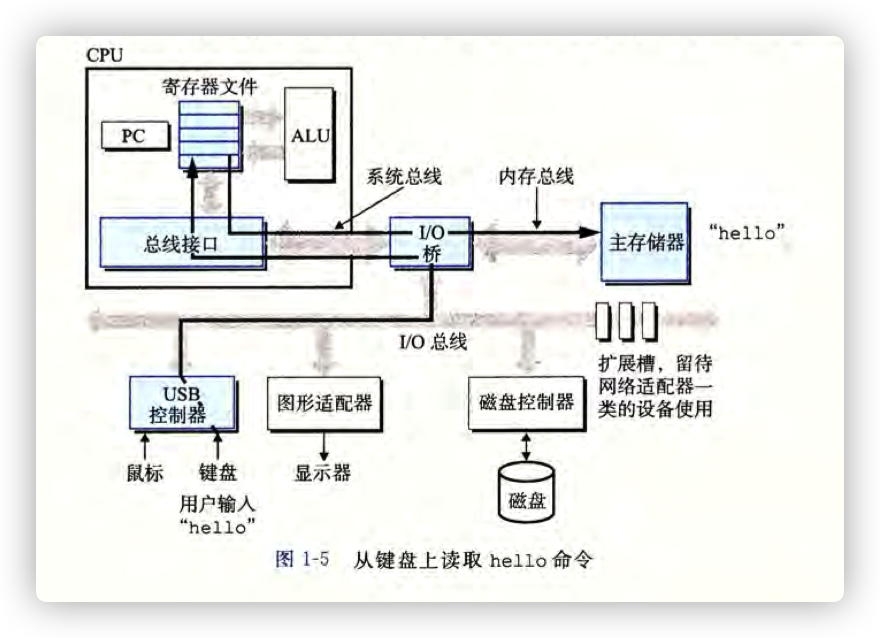 CPU
寄存器文件
PC
ALU
系统总线
内存总线
总线接口
I/O
桥
主存储器
“hello”
I/O 总线
扩展槽，留待
网络适配器一
类的设备使用
USB
控制器
图形适配器
磁盘控制器
鼠标
键盘
显示器
磁盘
用户输入
“hello”
图 1-5 从键盘上读取 hello 命令